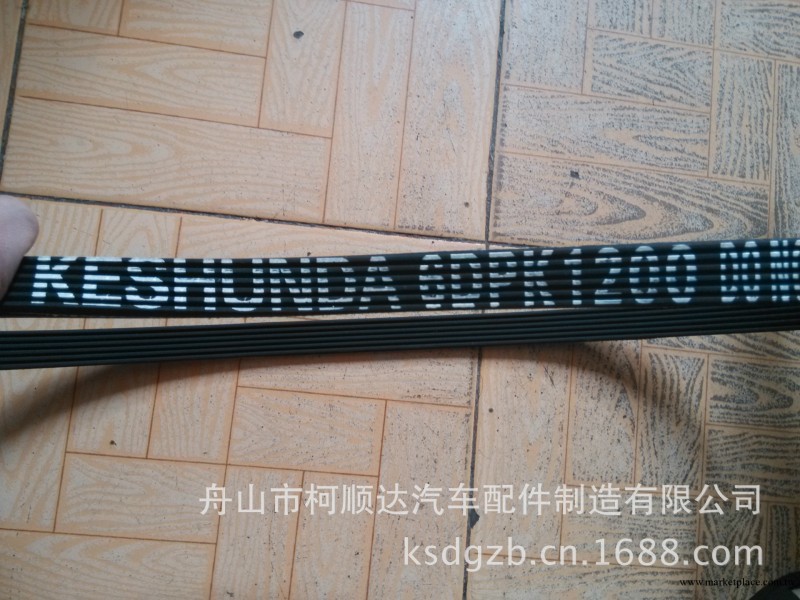 KESHUNDA 6DPK1200
舟山市柯顺达汽车配件制造有限公司
ksdgzb.cn.1688.com